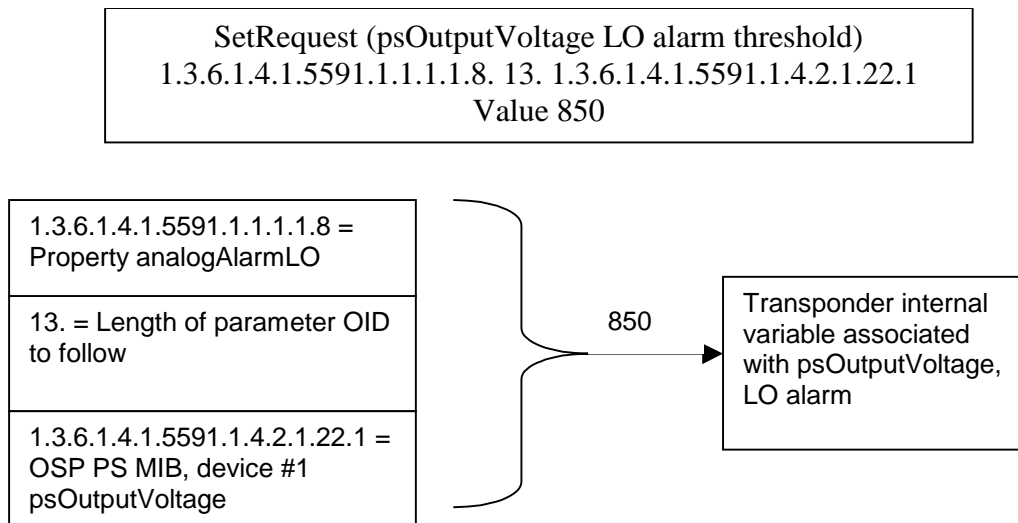 SetRequest (psOutputVoltage LO alarm threshold)
1.3.6.1.4.1.5591.1.1.1.1.8. 13. 1.3.6.1.4.1.5591.1.4.2.1.22.1
Value 850
1.3.6.1.4.1.5591.1.1.1.1.8 =
Property analogAlarmLO
13. = Length of parameter OID
to follow
1.3.6.1.4.1.5591.1.4.2.1.22.1 =
OSP PS MIB, device #1
psOutputVoltage
850
Transponder internal
variable associated
with psOutputVoltage,
LO alarm